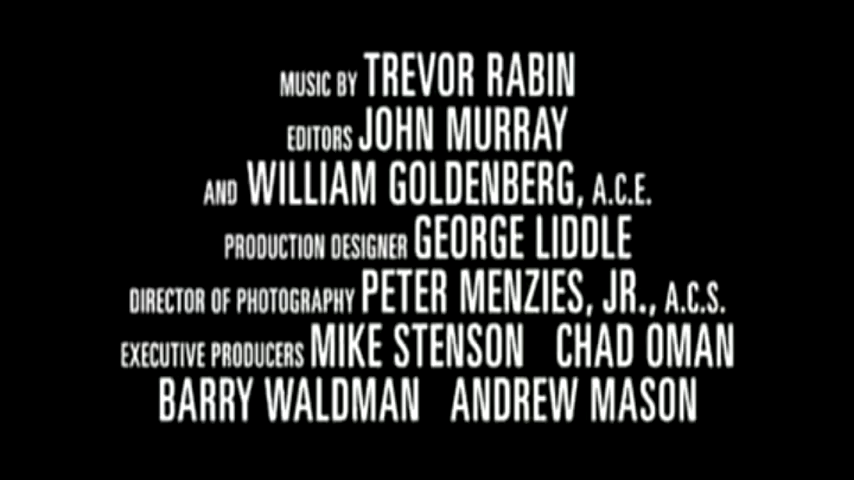 MUSIC BY TREVOR RABIN
EDITORS JOHN MURRAY
AND WILLIAM GOLDENBERG, A.C.E.
PRODUCTION DESIGNER GEORGE LIDDLE
DIRECTOR OF PHOTOGRAPHY PETER MENZIES, JR., A.C.S.
EXECUTIVE PRODUCERS MIKE STENSON CHAD OMAN
BARRY WALDMAN ANDREW MASON